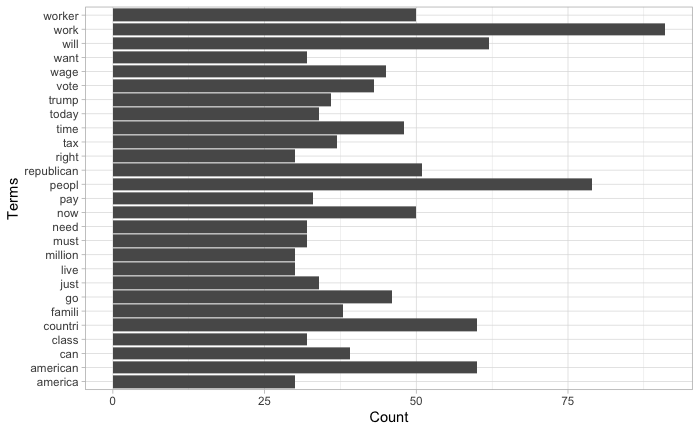 worker
work
will
want
wage
vote
trump
today
time
tax
right
republican
peopl
pay
now
need
must
million
live
just
go
famili
countri
class
can
american
america
Terms
0 25 50 75
Count